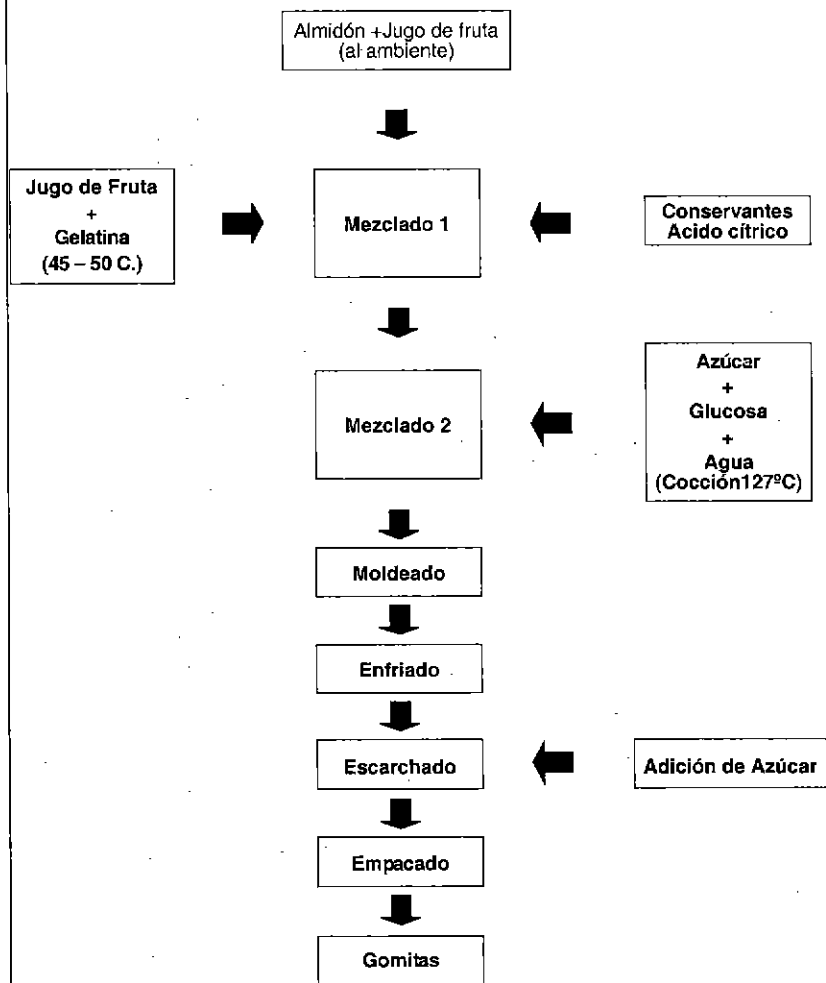 Almidón +Jugo de fruta
(al ambiente)
Jugo de Fruta
+
Gelatina
(45 – 50 C.)
Mezclado 1
Conservantes
Acido cítrico
Mezclado 2
Azúcar
+
Glucosa
+
Agua
(Cocción127ºC)
Moldeado
Enfriado
Escarchado
Adición de Azúcar
Empacado
Gomitas